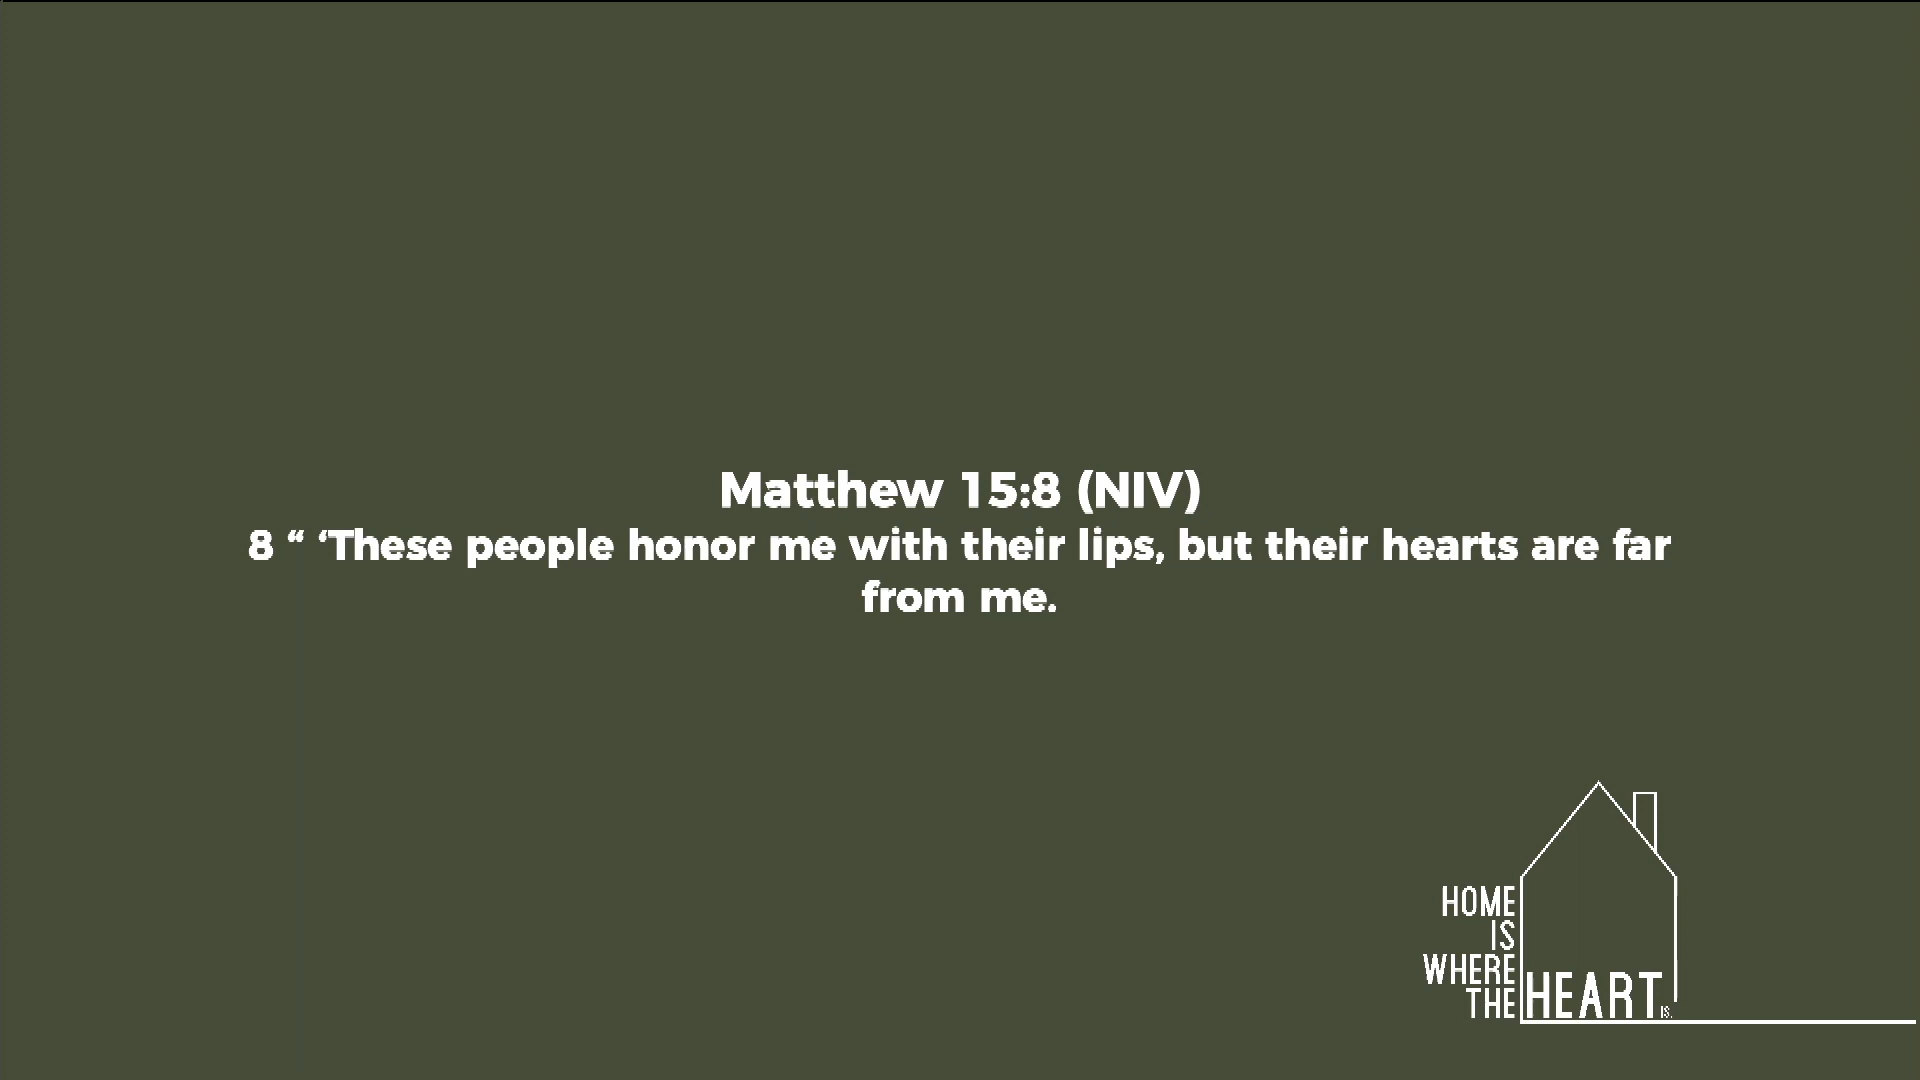 Matthew 15:8 (NIV)
8 “ ‘These people honor me with their lips, but their hearts are far
from me.
HOME
IS
WHERE
THE HEART IS.